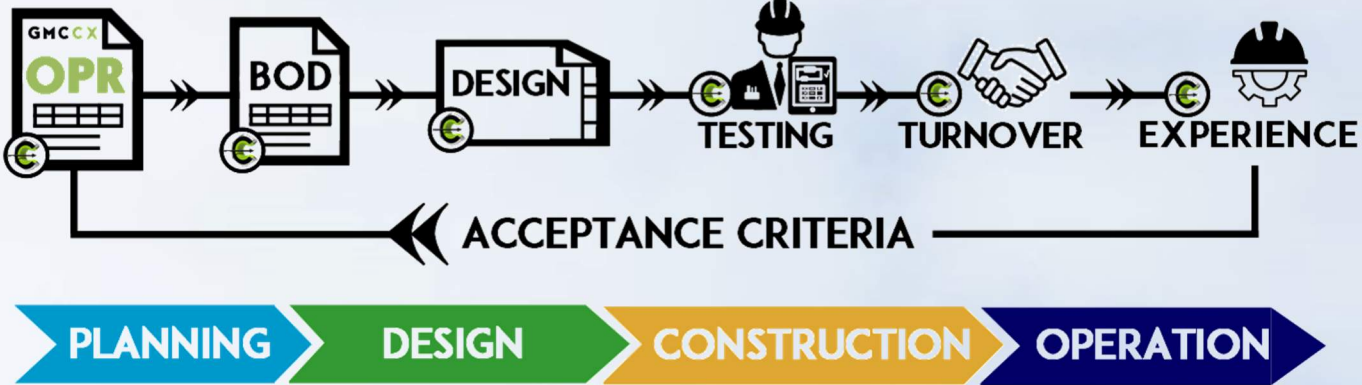 GMCCX
OPR
BOD
DESIGN
TESTING
TURNOVER
EXPERIENCE
ACCEPTANCE CRITERIA
PLANNING
DESIGN
CONSTRUCTION
OPERATION